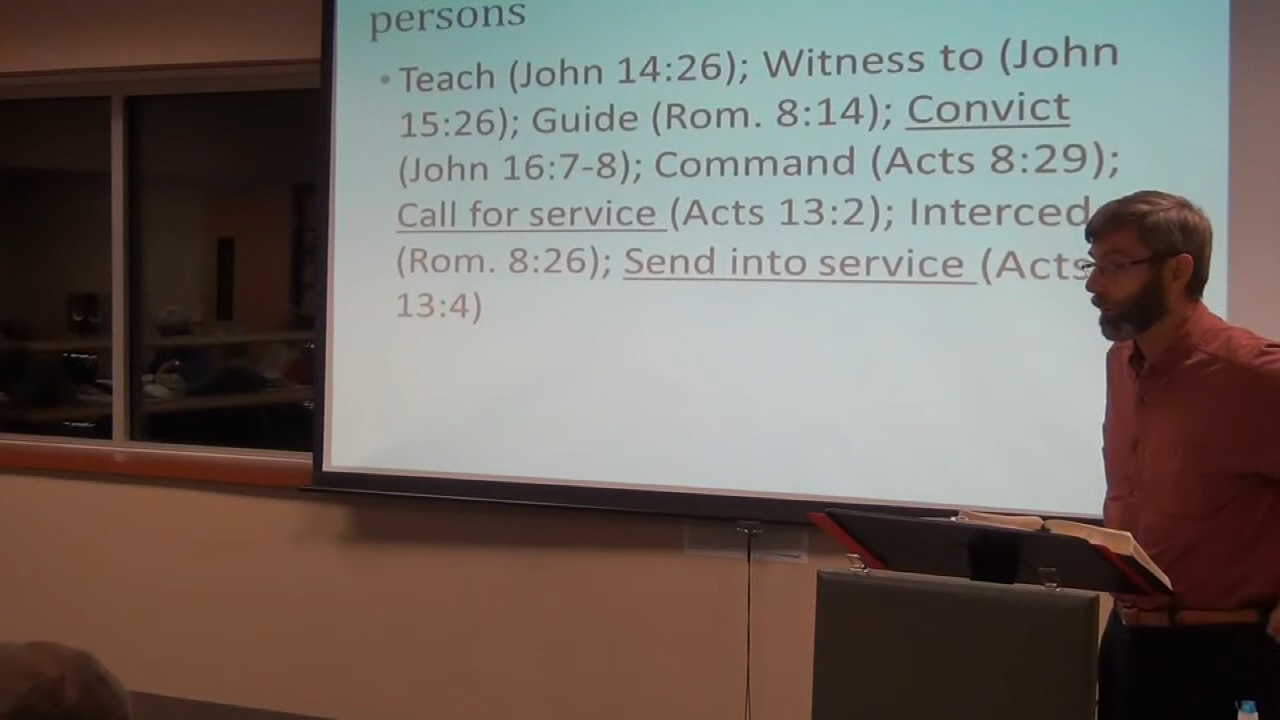 persons
• Teach (John 14:26); Witness to (John
15:26); Guide (Rom. 8:14); Convict
(John 16:7-8); Command (Acts 8:29);
Call for service (Acts 13:2); Interced
(Rom. 8:26); Send into service (Acts
13:4)